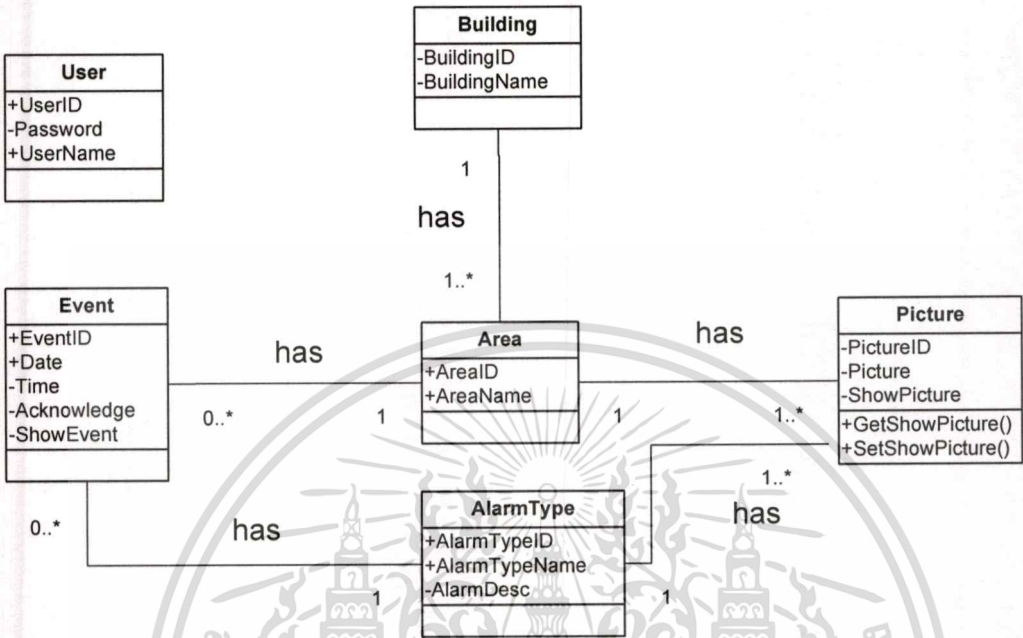 Building
-BuildingID
-BuildingName
User
+UserID
-Password
+UserName
1
has
1..*
Event
+EventID
+Date
-Time
-Acknowledge
-ShowEvent
has
0..*
1
Area
+AreaID
+AreaName
has
1
1..*
Picture
-PictureID
-Picture
-ShowPicture
+GetShowPicture()
+SetShowPicture()
0..*
has
1
AlarmType
+AlarmTypeID
+AlarmTypeName
-AlarmDesc
1..*
has
1